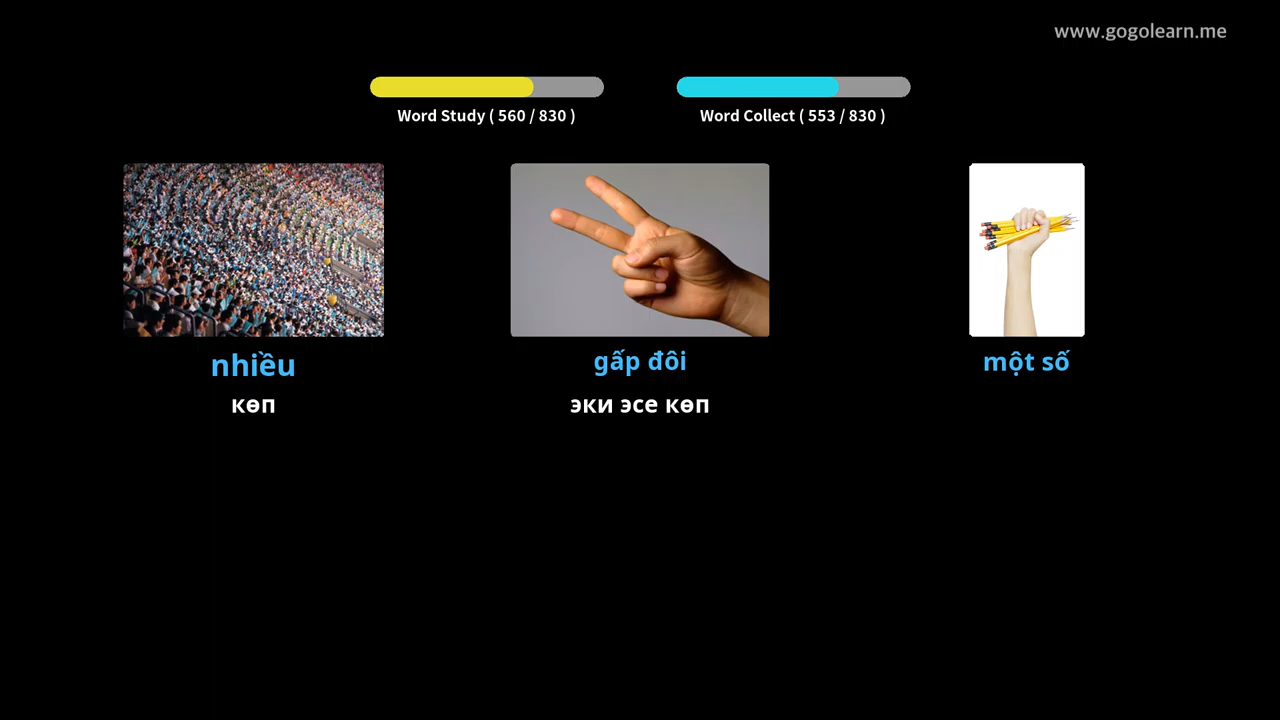 www.gogolearn.me
Word Study ( 560 / 830 )
Word Collect ( 553 / 830 )
nhiều
көп
gấp đôi
эки эсе көп
một số